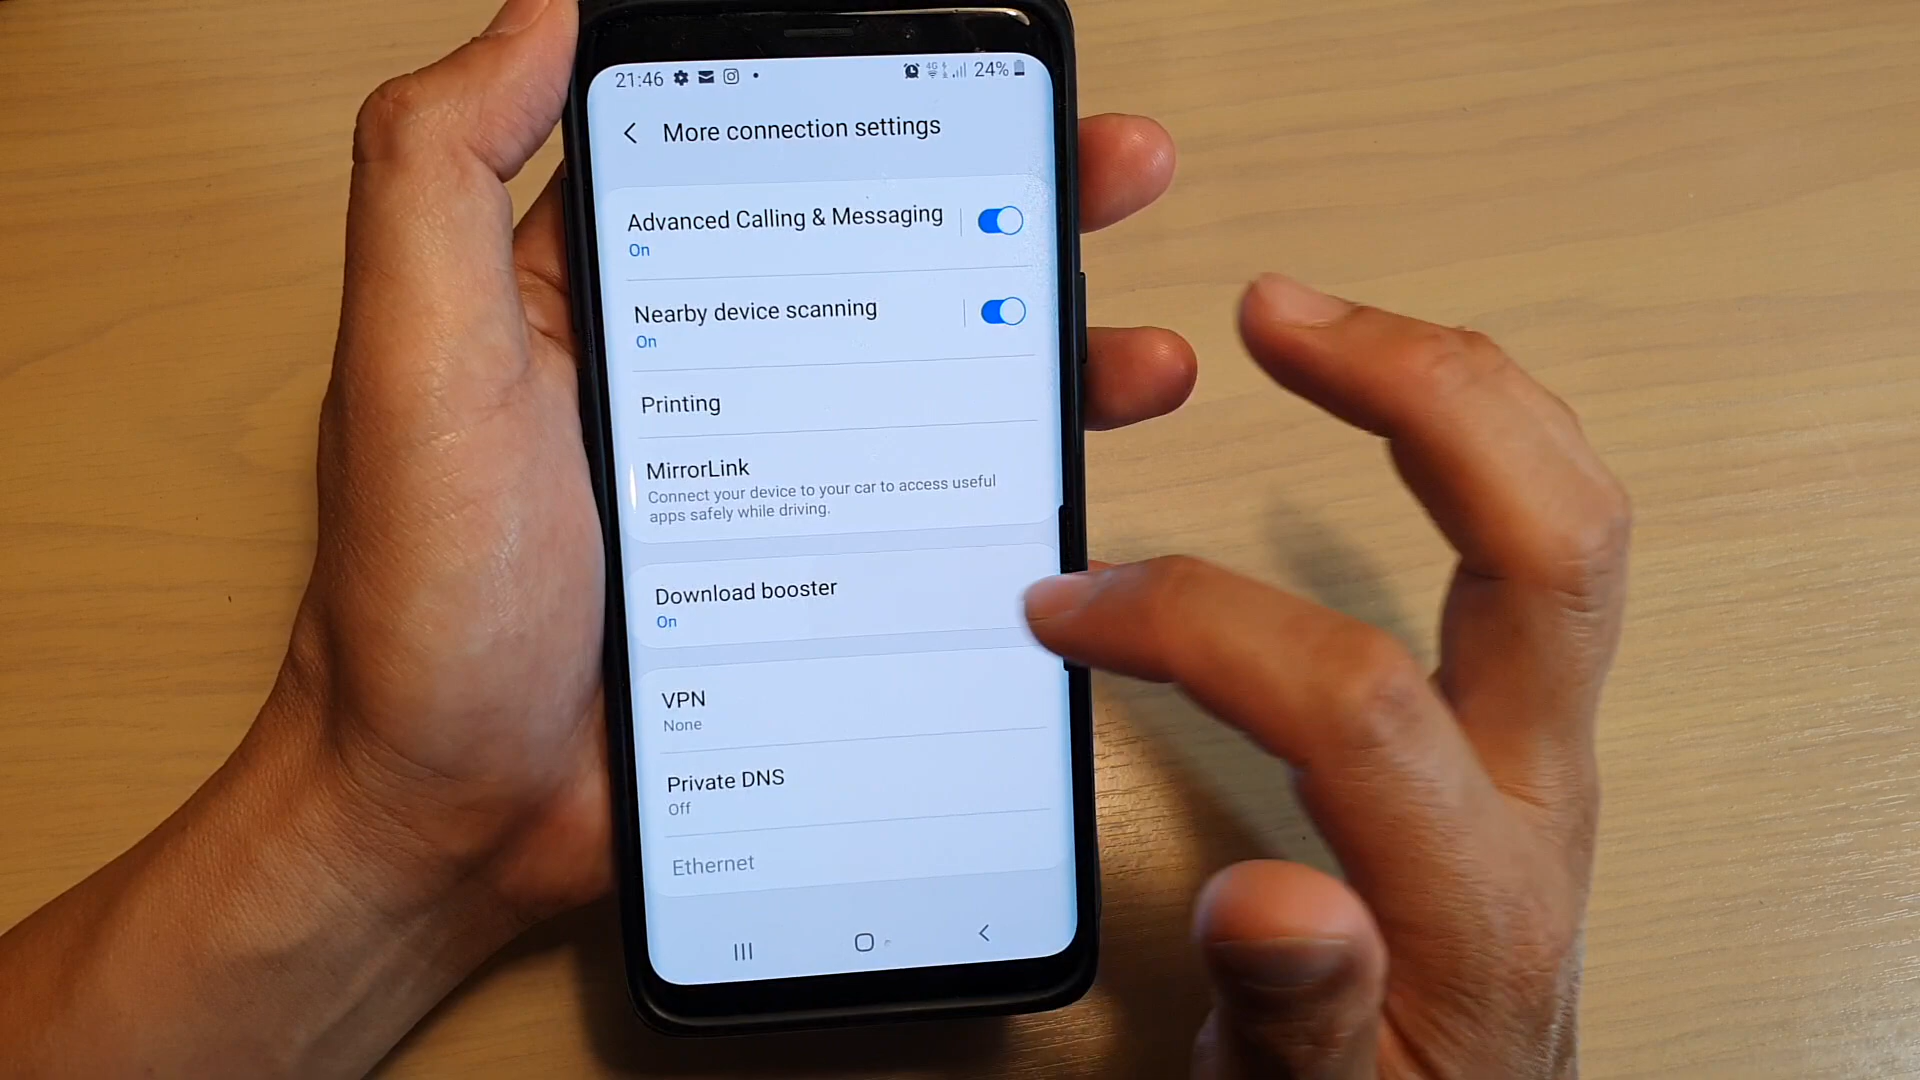 21:46 24%
More connection settings
Advanced Calling & Messaging
On
Nearby device scanning
On
Printing
MirrorLink
Connect your device to your car to access useful
apps safely while driving.
Download booster
On
VPN
None
Private DNS
Off
Ethernet